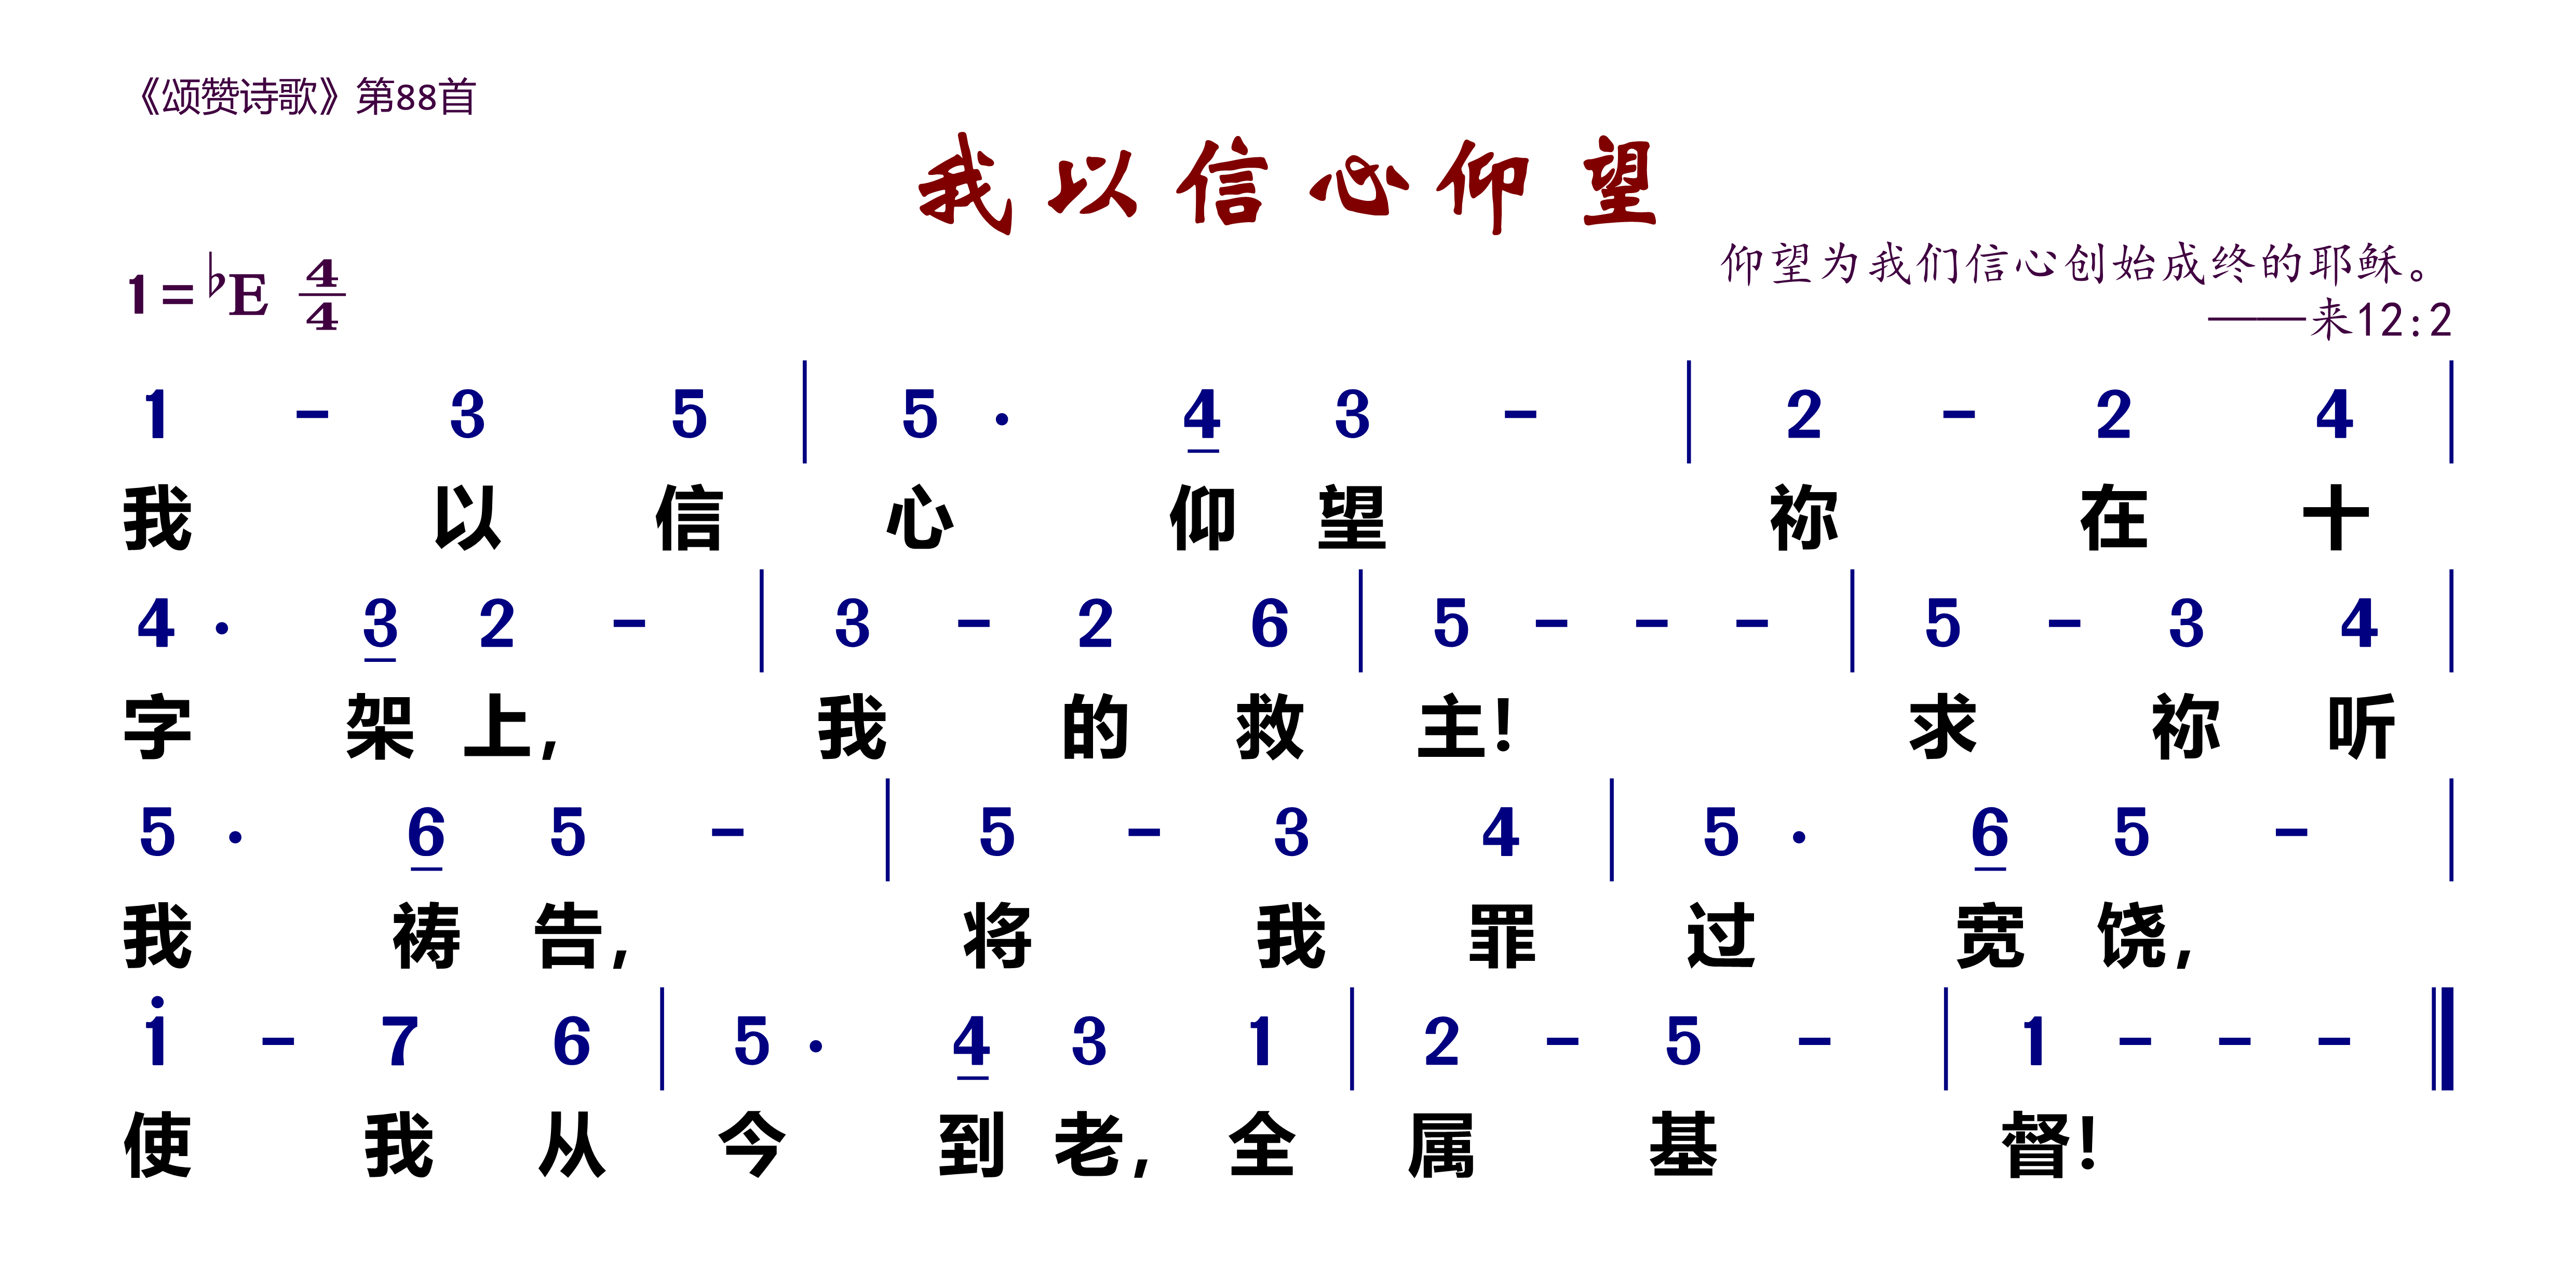 《颂赞诗歌》第88首
我以信心仰望
1=♭E 4/4
仰望为我们信心创始成终的耶稣。
——来12:2
1 - 3 5 | 5· 4 3 - | 2 - 2 4 |
我 以 信 心 仰 望 祢 在 十
4· 3 2 - | 3 - 2 6 | 5 - - - | 5 - 3 4 |
字 架 上, 我 的 救 主! 求 祢 听
5· 6 5 - | 5 - 3 4 | 5· 6 5 - |
我 祷 告, 将 我 罪 过 宽 饶,
i - 7 6 | 5· 4 3 1 | 2 - 5 - | 1 - - - ‖
使 我 从 今 到 老, 全 属 基 督!